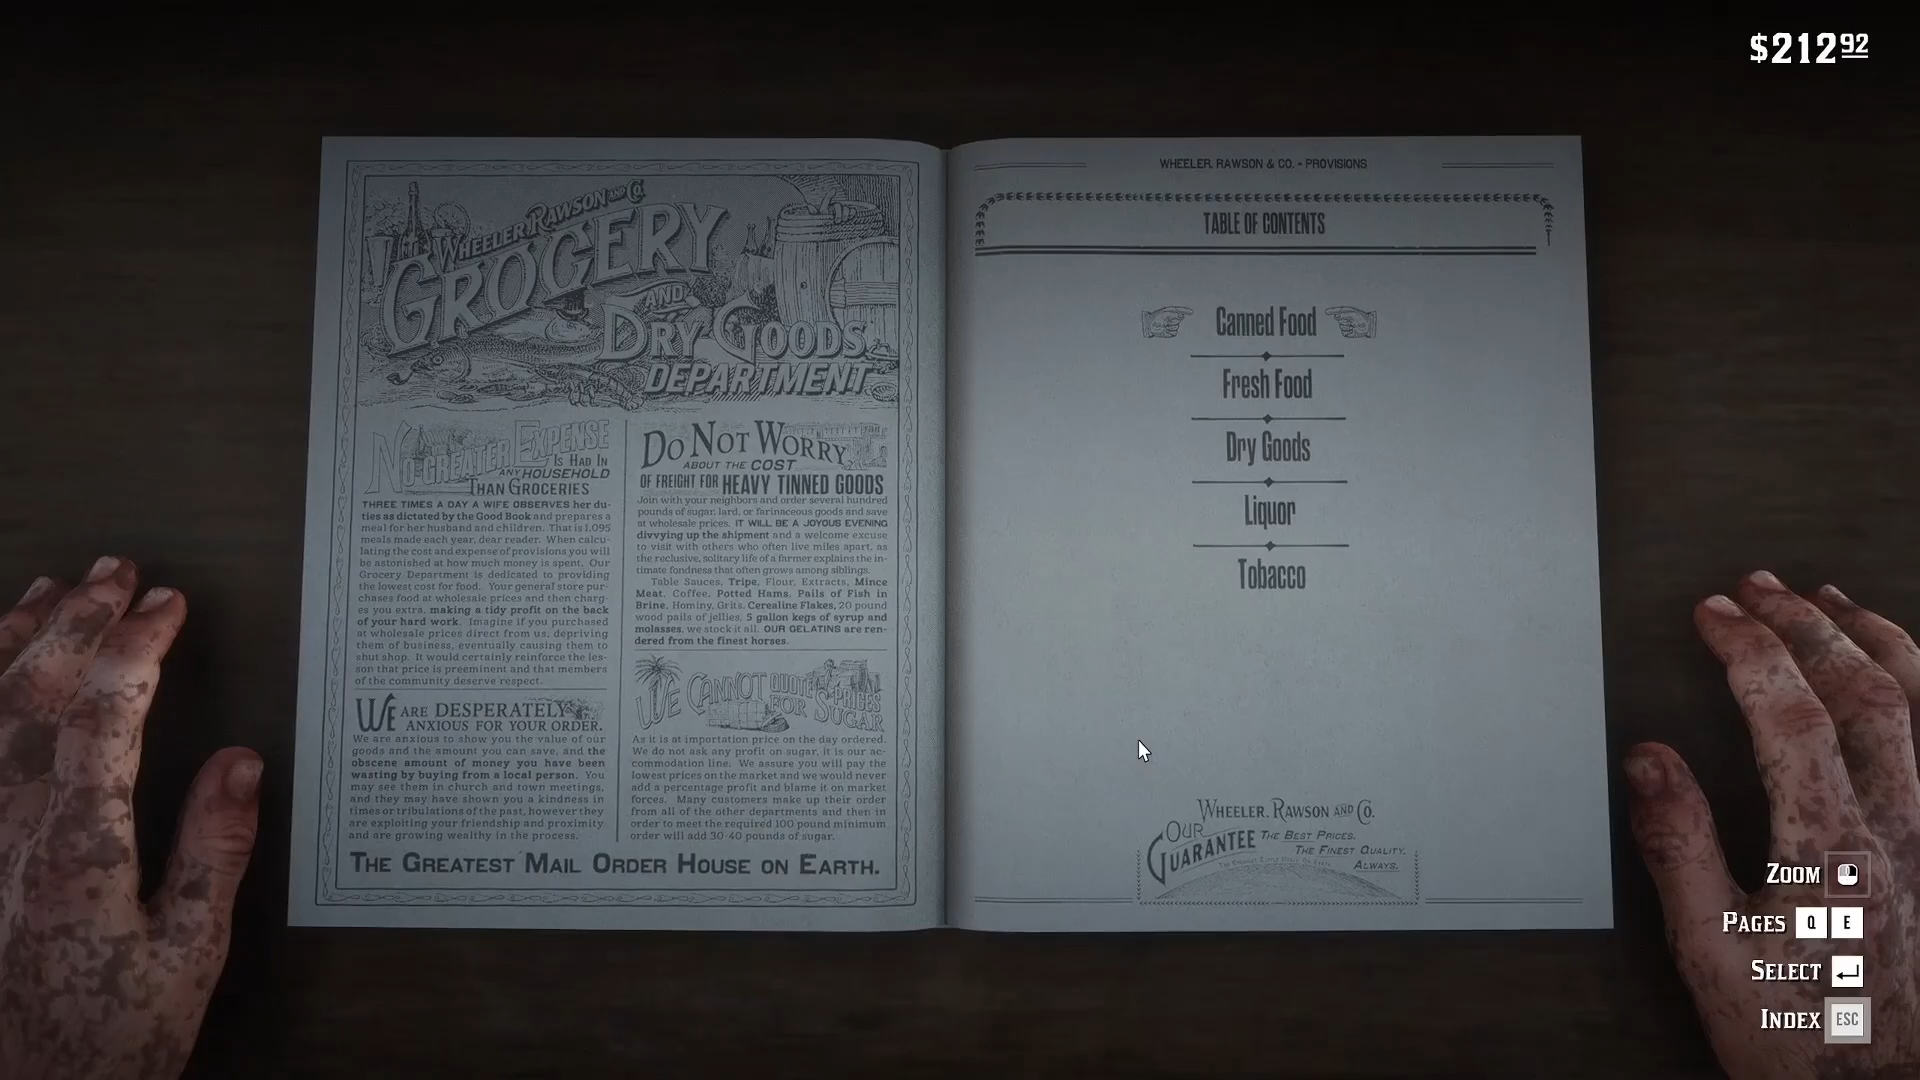 $212.92
WHEELER, RAWSON & CO. - PROVISIONS
WHEELER, RAWSON AND CO.
GROCERY
AND
DRY GOODS
DEPARTMENT
NO GREATER EXPENSE
IS HAD IN
ANY HOUSEHOLD
THAN GROCERIES
THREE TIMES A DAY A WIFE OBSERVES her du-
ties as dictated by the Good Book and prepares a
meal for her husband and children. That is 1,095
meals made each year, dear reader. When calcu-
lating the cost and expense of provisions you will
be astonished at how much money is spent. Our
Grocery Department is dedicated to providing
the lowest cost for food. Your general store pur-
chases food at wholesale prices and then charg-
es you extra, making a tidy profit on the back
of your hard work. Imagine if you purchased
at wholesale prices direct from us, depriving
them of business, eventually causing them to
shut shop. It would certainly reinforce the les-
son that price is preeminent and that members
of the community deserve respect.
WE ARE DESPERATELY
ANXIOUS FOR YOUR ORDER.
We are anxious to show you the value of our
goods and the amount you can save, and the
obscene amount of money you have been
wasting by buying from a local person. You
may see them in church and town meetings,
and they may have shown you a kindness in
times or tribulations of the past, however they
are exploiting your friendship and proximity
and are growing wealthy in the process.
DO NOT WORRY
ABOUT THE COST
OF FREIGHT FOR HEAVY TINNED GOODS
Join with your neighbors and order several hundred
pounds of sugar, lard, or farinaceous goods and save
at wholesale prices. IT WILL BE A JOYOUS EVENING
divvying up the shipment and a welcome excuse
to visit with others who often live miles apart, as
the reclusive, solitary life of a farmer explains the in-
timate fondness that often grows among siblings.
Table Sauces, Tripe, Flour, Extracts, Mince
Meat, Coffee, Potted Hams, Pails of Fish in
Brine, Hominy, Grits, Cerealine Flakes, 20 pound
wood pails of jellies, 5 gallon kegs of syrup and
molasses, we stock it all. OUR GELATINS are ren-
dered from the finest horses.
WE CANNOT QUOTE PRICES
FOR SUGAR
As it is at importation price on the day ordered.
We do not ask any profit on sugar, it is our ac-
commodation line. We assure you will pay the
lowest prices on the market and we would never
add a percentage profit and blame it on market
forces. Many customers make up their order
from all of the other departments and then in
order to meet the required 100 pound minimum
order will add 30-40 pounds of sugar.
THE GREATEST MAIL ORDER HOUSE ON EARTH.
TABLE OF CONTENTS
Canned Food
Fresh Food
Dry Goods
Liquor
Tobacco
WHEELER, RAWSON AND CO.
OUR
GUARANTEE
THE BEST PRICES.
THE FINEST QUALITY.
ALWAYS.
ZOOM
PAGES Q E
SELECT
INDEX ESC